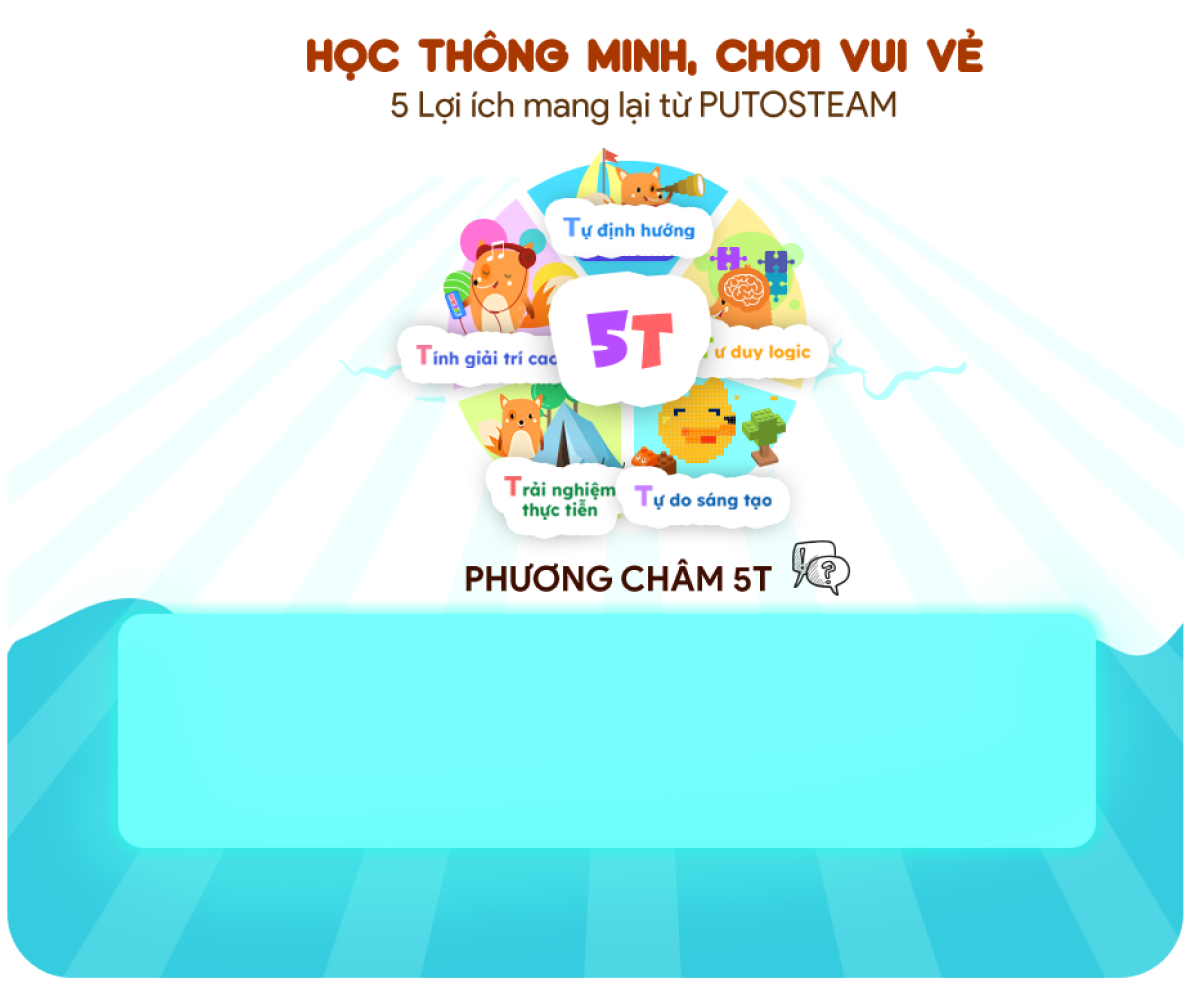 HỌC THÔNG MINH, CHƠI VUI VẺ
5 Lợi ích mang lại từ PUTOSTEAM
Tự định hướng
5T
Tính giải trí cao
Tư duy logic
Trải nghiệm
thực tiễn
Tự do sáng tạo
PHƯƠNG CHÂM 5T